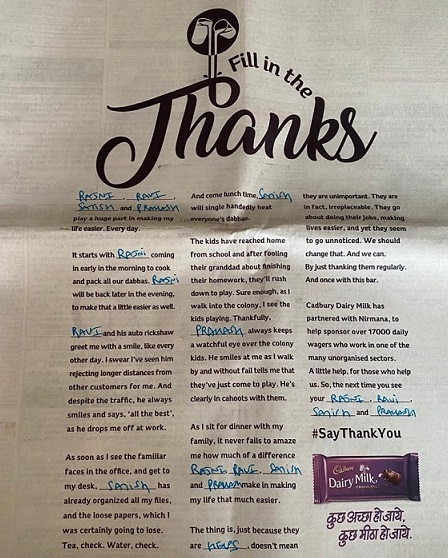 Fill in the
Thanks
RAJNI, RAVI
SATISH and PRAKASH
play a huge part in making my
life easier. Every day.
It starts with RAJNI coming
in early in the morning to cook
and pack all our dabbas. RAJNI
will be back later in the evening,
to make that a little easier as well.
RAVI and his auto rickshaw
greet me with a smile, like every
other day. I swear I've seen him
rejecting longer distances from
other customers for me. And
despite the traffic, he always
smiles and says, 'all the best',
as he drops me off at work.
As soon as I see the familiar
faces in the office, and get to
my desk, SATISH has
already organized all my files,
and the loose papers, which I
was certainly going to lose.
Tea, check. Water, check.
And come lunch time, SATISH
will single handedly heat
everyone's dabbas.
The kids have reached home
from school and after fooling
their granddad about finishing
their homework, they'll rush
down to play. Sure enough, as I
walk into the colony, I see the
kids playing. Thankfully,
PRAKASH always keeps
a watchful eye over the colony
kids. He smiles at me as I walk
by and without fail tells me that
they've just come to play. He's
clearly in cahoots with them.
As I sit for dinner with my
family, it never fails to amaze
me how much of a difference
RAJNI, RAVI, SATISH
and PRAKASH make in making
my life that much easier.
The thing is, just because they
are HELPS, doesn't mean
they are unimportant. They are
in fact, irreplaceable. They go
about doing their jobs, making
lives easier, and yet they seem
to go unnoticed. We should
change that. And we can.
By just thanking them regularly.
And once with this bar.
Cadbury Dairy Milk has
partnered with Nirmana, to
help sponsor over 17000 daily
wagers who work in one of the
many unorganised sectors.
A little help, for those who help
us. So, the next time you see
your RAJNI, RAVI,
SATISH and PRAKASH
#SayThankYou
Cadbury
Dairy Milk
कुछ अच्छा हो जाये,
कुछ मीठा हो जाये.